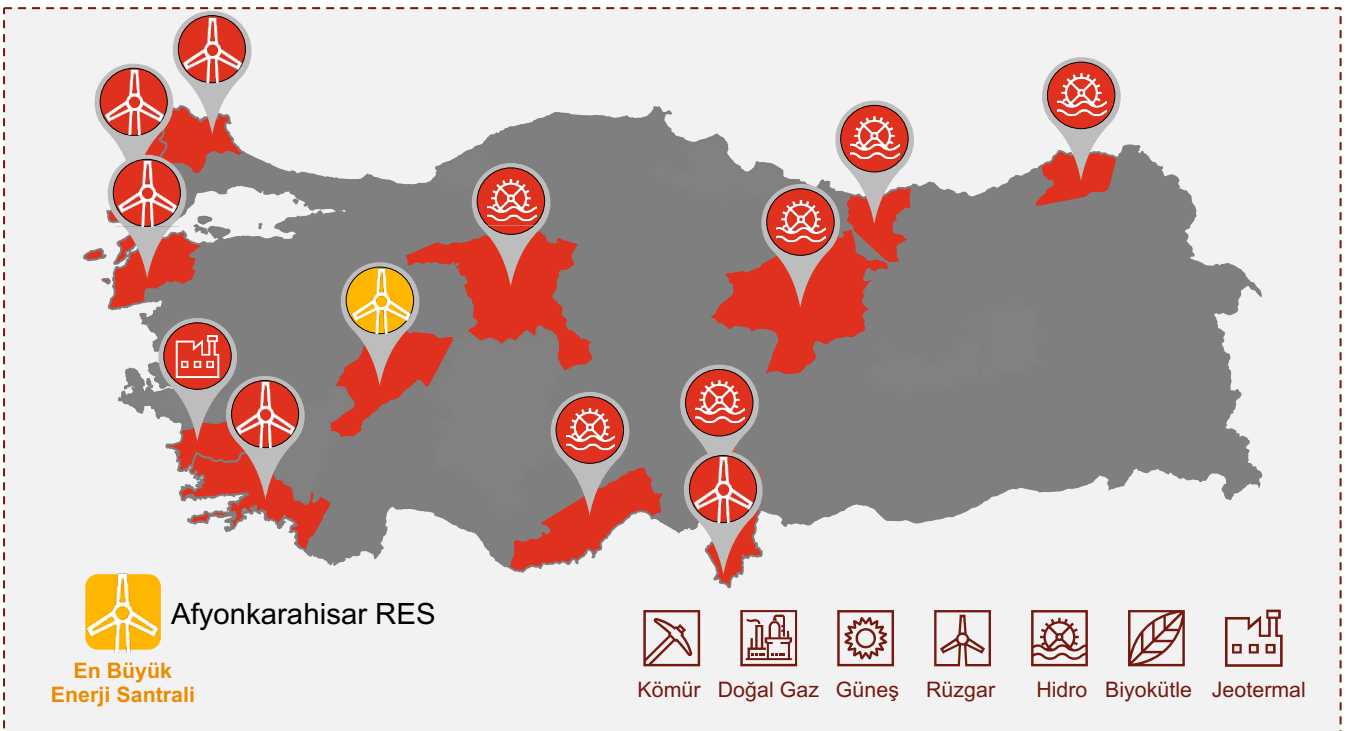 Afyonkarahisar RES
En Büyük
Enerji Santrali
Kömür Doğal Gaz Güneş Rüzgar Hidro Biyokütle Jeotermal